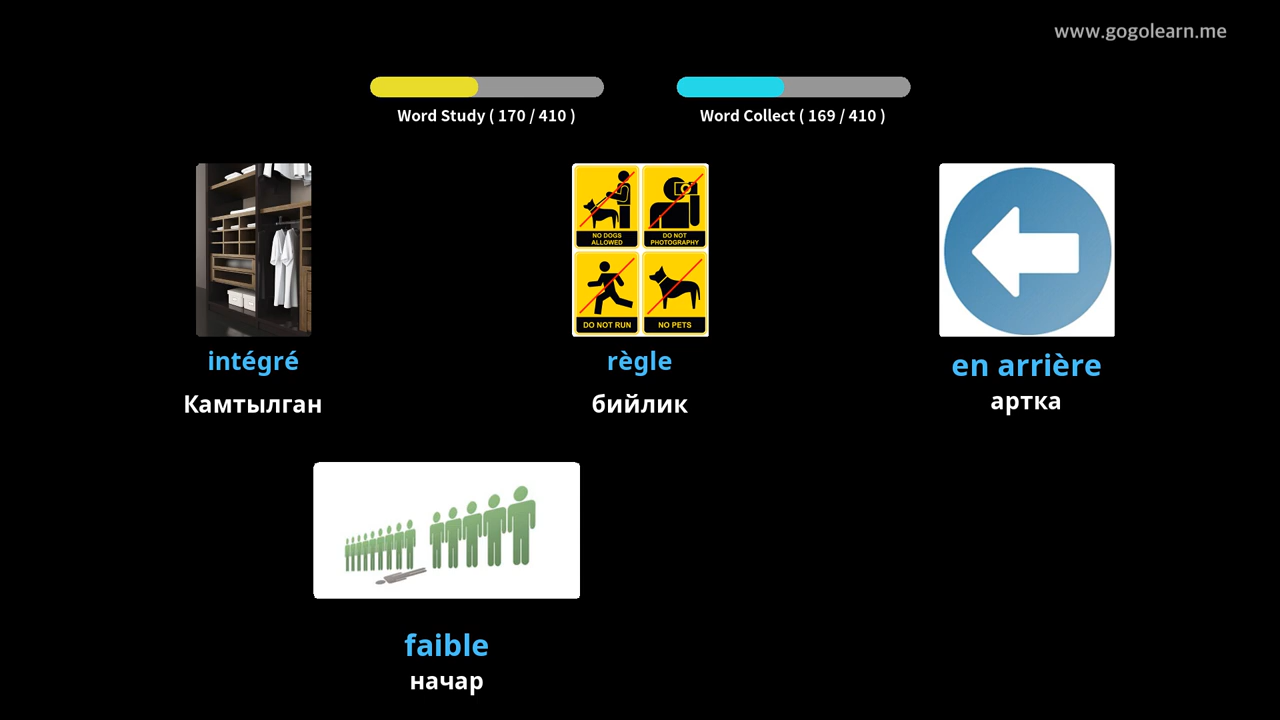 www.gogolearn.me
Word Study ( 170 / 410 )
Word Collect ( 169 / 410 )
NO DOGS
ALLOWED
DO NOT
PHOTOGRAPHY
DO NOT RUN
NO PETS
intégré
règle
en arrière
Камтылган
бийлик
артка
faible
начар